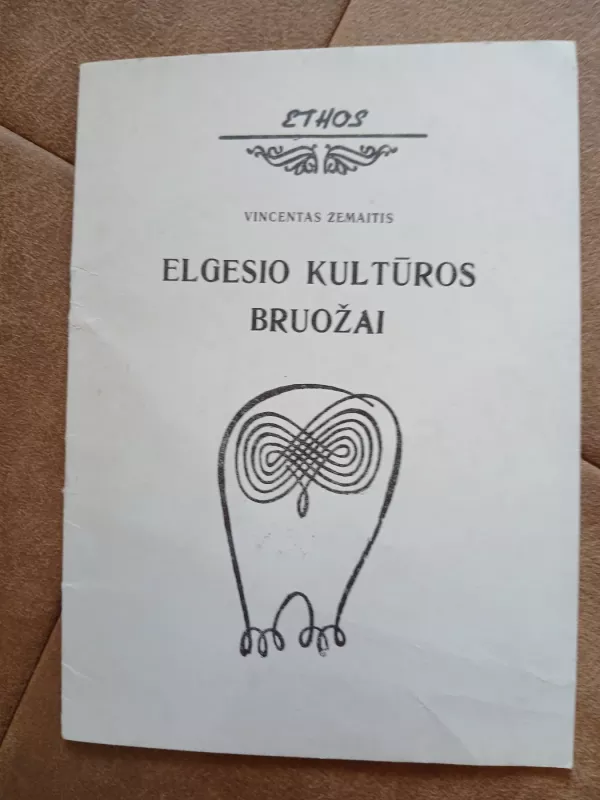 ETHOS
VINCENTAS ŽEMAITIS
ELGESIO KULTŪROS
BRUOŽAI